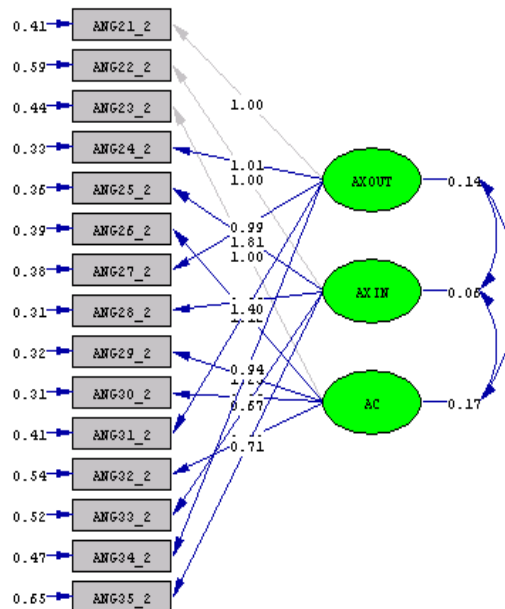 0.41 ANG21_2
0.59 ANG22_2
0.44 ANG23_2
1.00
0.33 ANG24_2
1.01
0.36 ANG25_2
1.00
AXOUT 0.14
0.39 ANG26_2
0.99
0.38 ANG27_2
1.81
1.00
0.31 ANG28_2
1.40
AXIN 0.06
0.32 ANG29_2
0.94
0.31 ANG30_2
0.67
AC 0.17
0.41 ANG31_2
0.71
0.54 ANG32_2
0.52 ANG33_2
0.47 ANG34_2
0.65 ANG35_2